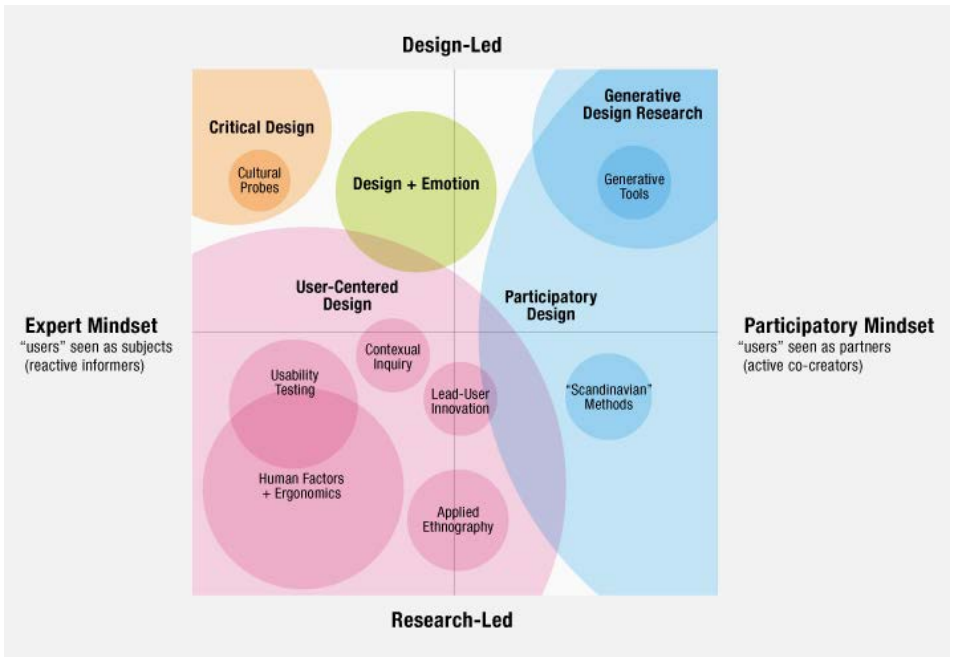 Design-Led
Generative
Design Research
Critical Design
Cultural
Probes
Design + Emotion
Generative
Tools
User-Centered
Design
Participatory
Design
Expert Mindset
“users” seen as subjects
(reactive informers)
Participatory Mindset
“users” seen as partners
(active co-creators)
Contexual
Inquiry
Usability
Testing
Lead-User
Innovation
“Scandinavian”
Methods
Human Factors
+ Ergonomics
Applied
Ethnography
Research-Led